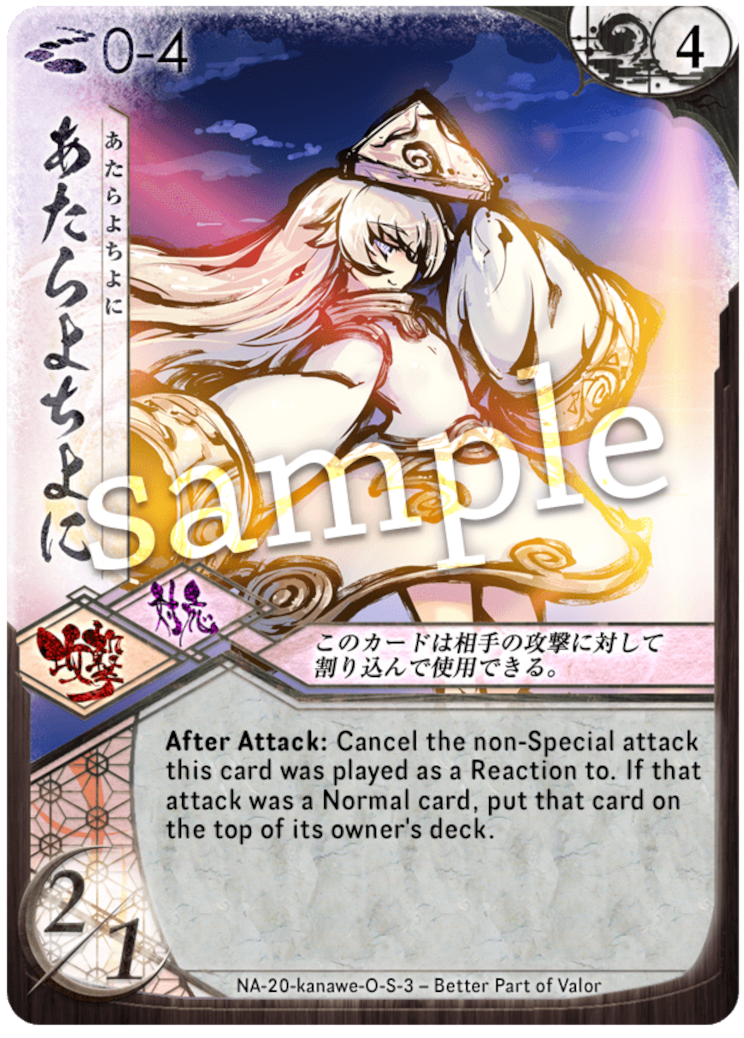 0-4
4
あたらよちよに
あたらよちよに
sample
対応
攻撃
このカードは相手の攻撃に対して
割り込んで使用できる。
After Attack: Cancel the non-Special attack
this card was played as a Reaction to. If that
attack was a Normal card, put that card on
the top of its owner's deck.
2/1
NA-20-kanawe-O-S-3 – Better Part of Valor